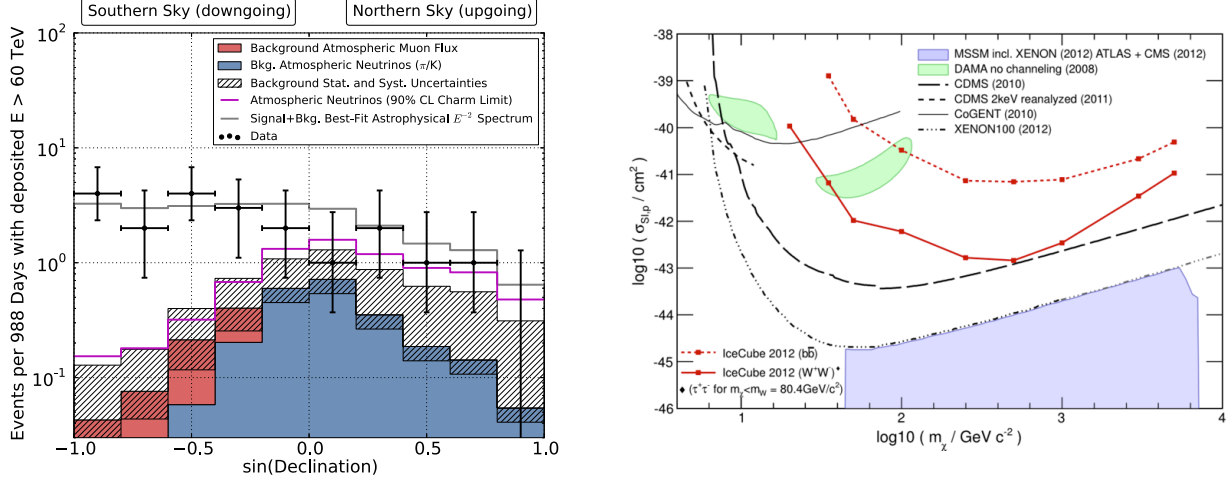 Southern Sky (downgoing)
Northern Sky (upgoing)
Events per 988 Days with deposited E > 60 TeV
10²
10¹
10⁰
10⁻¹
Background Atmospheric Muon Flux
Bkg. Atmospheric Neutrinos (π/K)
Background Stat. and Syst. Uncertainties
Atmospheric Neutrinos (90% CL Charm Limit)
Signal+Bkg. Best-Fit Astrophysical E⁻² Spectrum
Data
−1.0 −0.5 0.0 0.5 1.0
sin(Declination)
log10 ( σSI,p / cm² )
-38
-39
-40
-41
-42
-43
-44
-45
-46
MSSM incl. XENON (2012) ATLAS + CMS (2012)
DAMA no channeling (2008)
CDMS (2010)
CDMS 2keV reanalyzed (2011)
CoGENT (2010)
XENON100 (2012)
IceCube 2012 (bb̄)
IceCube 2012 (W⁺W⁻)♦
♦ (τ⁺τ⁻ for mχ<mW = 80.4GeV/c²)
1 2 3 4
log10 ( mχ / GeV c⁻² )